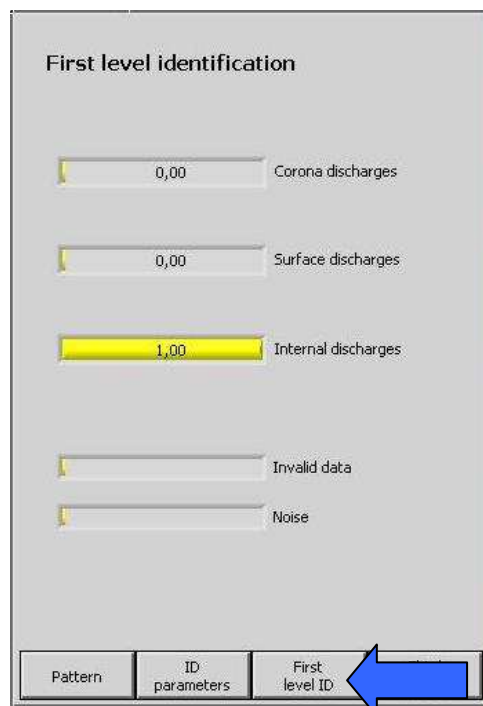 First level identification
0,00 Corona discharges
0,00 Surface discharges
1,00 Internal discharges
Invalid data
Noise
Pattern
ID
parameters
First
level ID